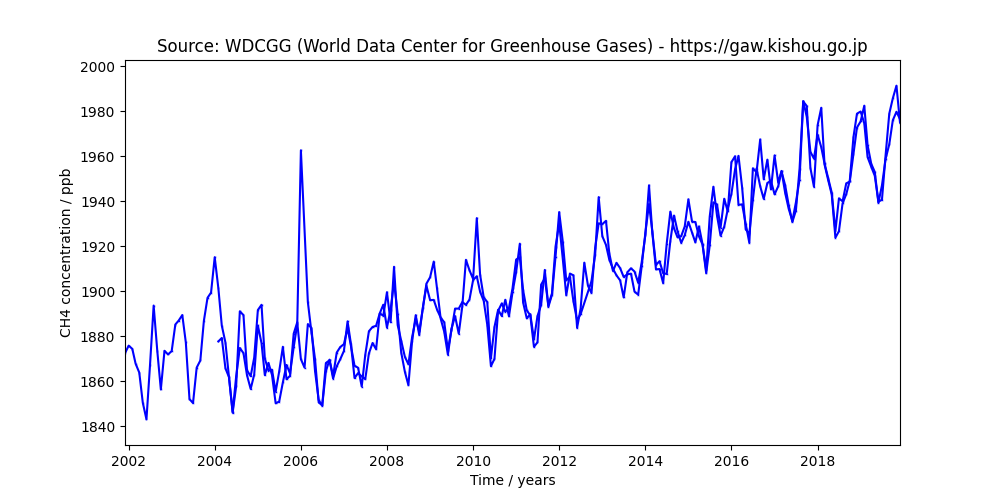 Source: WDCGG (World Data Center for Greenhouse Gases) - https://gaw.kishou.go.jp
2000
1980
1960
1940
1920
1900
1880
1860
1840
CH4 concentration / ppb
2002 2004 2006 2008 2010 2012 2014 2016 2018
Time / years